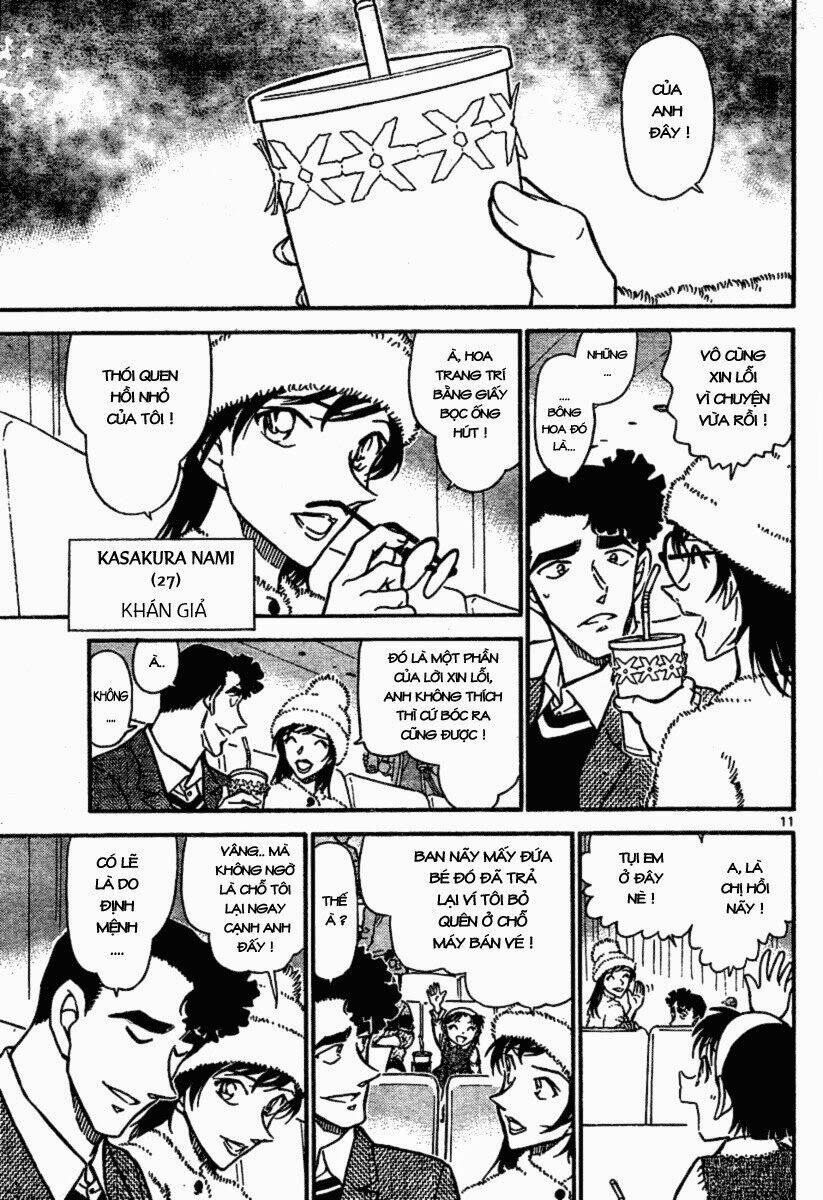 CỦA
ANH
ĐÂY !
VÔ CÙNG
XIN LỖI
VÌ CHUYỆN
VỪA RỒI !
NHỮNG
...
....
BÔNG
HOA ĐÓ
LÀ...
À, HOA
TRANG TRÍ
BẰNG GIẤY
BỌC ỐNG
HÚT !
THÓI QUEN
HỒI NHỎ
CỦA TÔI !
KASAKURA NAMI
(27)
KHÁN GIẢ
ĐÓ LÀ MỘT PHẦN
CỦA LỜI XIN LỖI,
ANH KHÔNG THÍCH
THÌ CỨ BÓC RA
CŨNG ĐƯỢC !
À..
KHÔNG
....
11
A, LÀ
CHỊ HỒI
NÃY !
TỤI EM
Ở ĐÂY
NÈ !
BAN NÃY MẤY ĐỨA
BÉ ĐÓ ĐÃ TRẢ
LẠI VÍ TÔI BỎ
QUÊN Ở CHỖ
MÁY BÁN VÉ !
THẾ
À ?
VÂNG.. MÀ
KHÔNG NGỜ
LÀ CHỖ TÔI
LẠI NGAY
CẠNH ANH
ĐẤY !
CÓ LẼ
LÀ DO
ĐỊNH
MỆNH
....